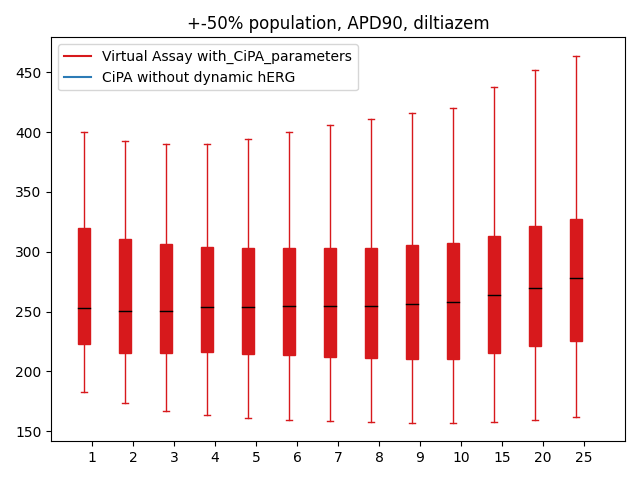 +-50% population, APD90, diltiazem
Virtual Assay with_CiPA_parameters
CiPA without dynamic hERG
450
400
350
300
250
200
150
1 2 3 4 5 6 7 8 9 10 15 20 25